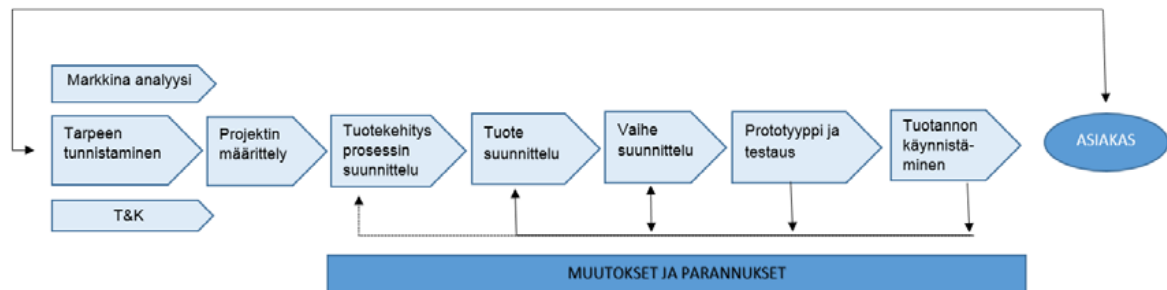 Markkina analyysi
Tarpeen
tunnistaminen
T&K
Projektin
määrittely
Tuotekehitys
prosessin
suunnittelu
Tuote
suunnittelu
Vaihe
suunnittelu
Prototyyppi ja
testaus
Tuotannon
käynnistä-
minen
ASIAKAS
MUUTOKSET JA PARANNUKSET